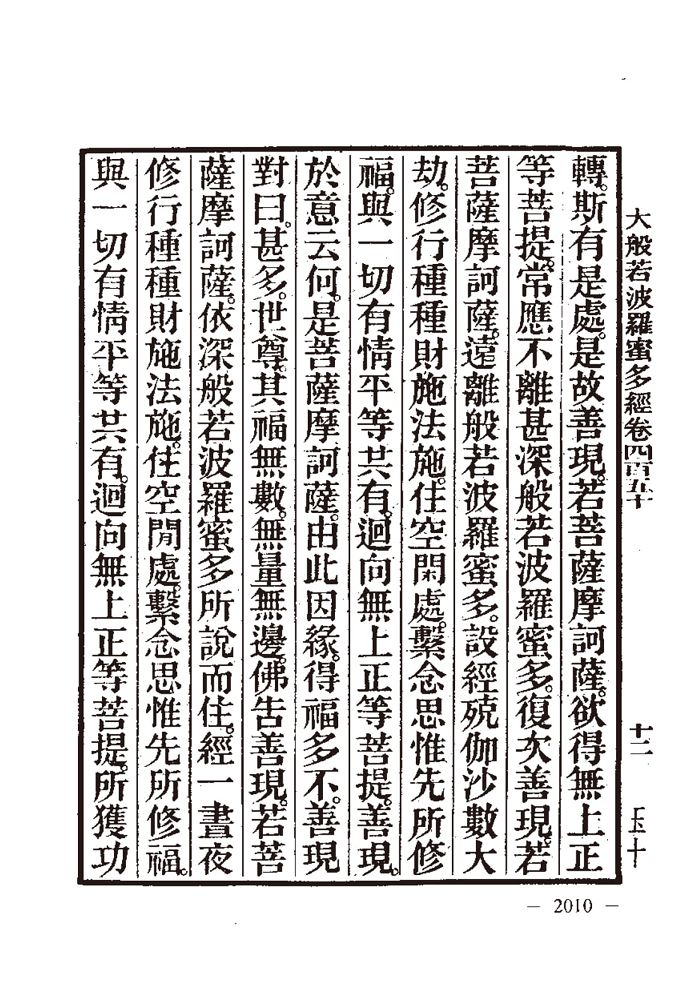 大般若波羅蜜多經卷四百五十　十二　玉十
轉。斯有是處。是故善現。若菩薩摩訶薩。欲得無上正
等菩提。常應不離甚深般若波羅蜜多。復次善現。若
菩薩摩訶薩。遠離般若波羅蜜多。設經殑伽沙數大
劫。修行種種財施法施。住空閑處。繫念思惟先所修
福。與一切有情平等共有。迴向無上正等菩提。善現。
於意云何。是菩薩摩訶薩。由此因緣。得福多不。善現
對曰。甚多。世尊。其福無數。無量無邊。佛告善現。若菩
薩摩訶薩。依深般若波羅蜜多所說而住。經一晝夜
修行種種財施法施。住空閒處。繫念思惟先所修福。
與一切有情平等共有。迴向無上正等菩提。所獲功
— 2010 —